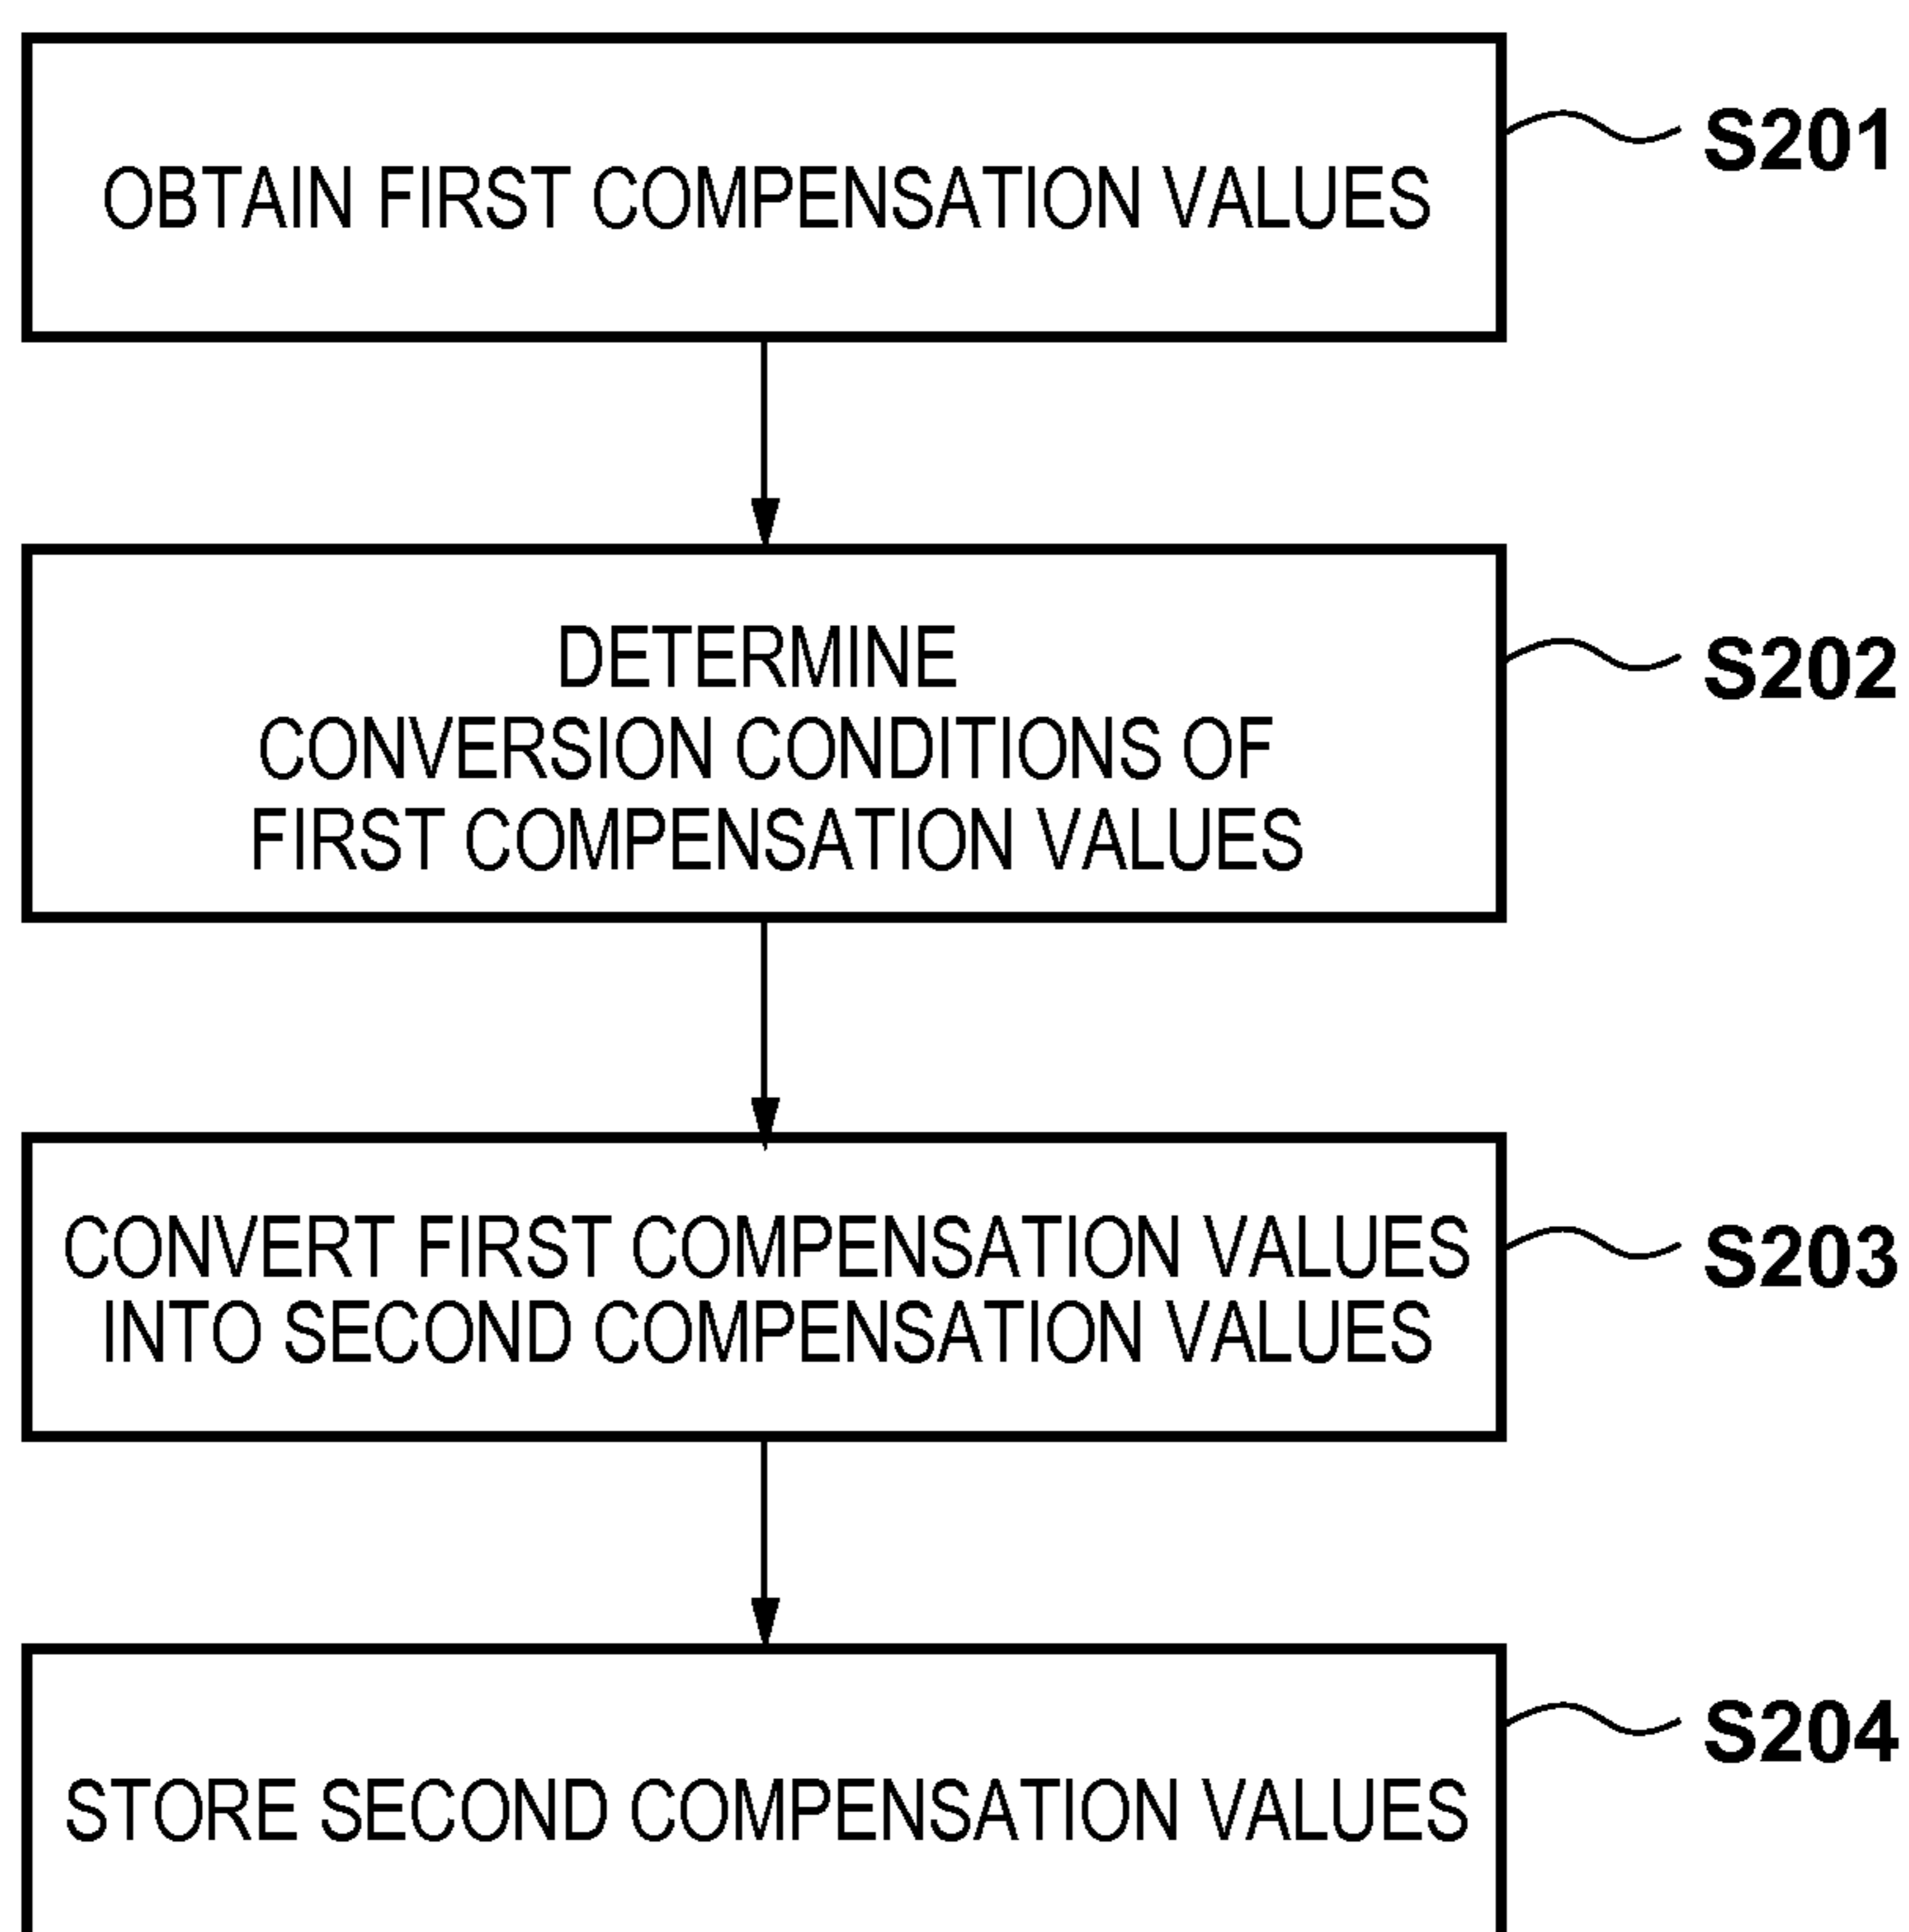 OBTAIN FIRST COMPENSATION VALUES
S201
DETERMINE
CONVERSION CONDITIONS OF
FIRST COMPENSATION VALUES
S202
CONVERT FIRST COMPENSATION VALUES
INTO SECOND COMPENSATION VALUES
S203
STORE SECOND COMPENSATION VALUES
S204